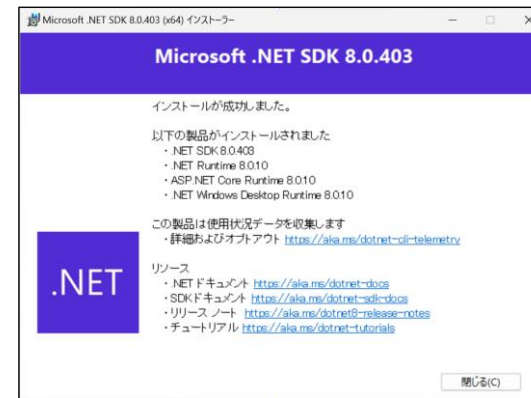 Microsoft .NET SDK 8.0.403 (x64) インストーラー
Microsoft .NET SDK 8.0.403
インストールが成功しました。
以下の製品がインストールされました
・.NET SDK 8.0.403
・.NET Runtime 8.0.10
・ASP.NET Core Runtime 8.0.10
・.NET Windows Desktop Runtime 8.0.10
この製品は使用状況データを収集します
・詳細およびオプトアウト https://aka.ms/dotnet-cli-telemetry
リソース
・.NETドキュメント https://aka.ms/dotnet-docs
・SDKドキュメント https://aka.ms/dotnet-sdk-docs
・リリース ノート https://aka.ms/dotnet8-release-notes
・チュートリアル https://aka.ms/dotnet-tutorials
.NET
閉じる(C)